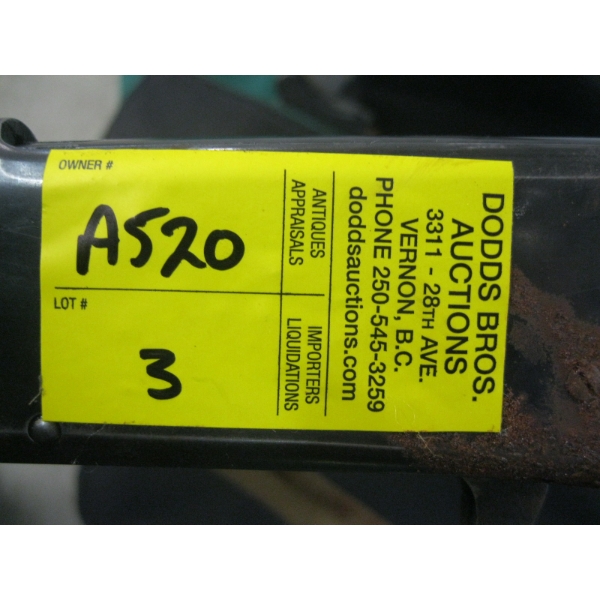 DODDS BROS.
AUCTIONS
3311 - 28TH AVE.
VERNON, B.C.
PHONE 250-545-3259
doddsauctions.com
ANTIQUES
APPRAISALS
IMPORTERS
LIQUIDATIONS
OWNER #
A520
LOT #
3